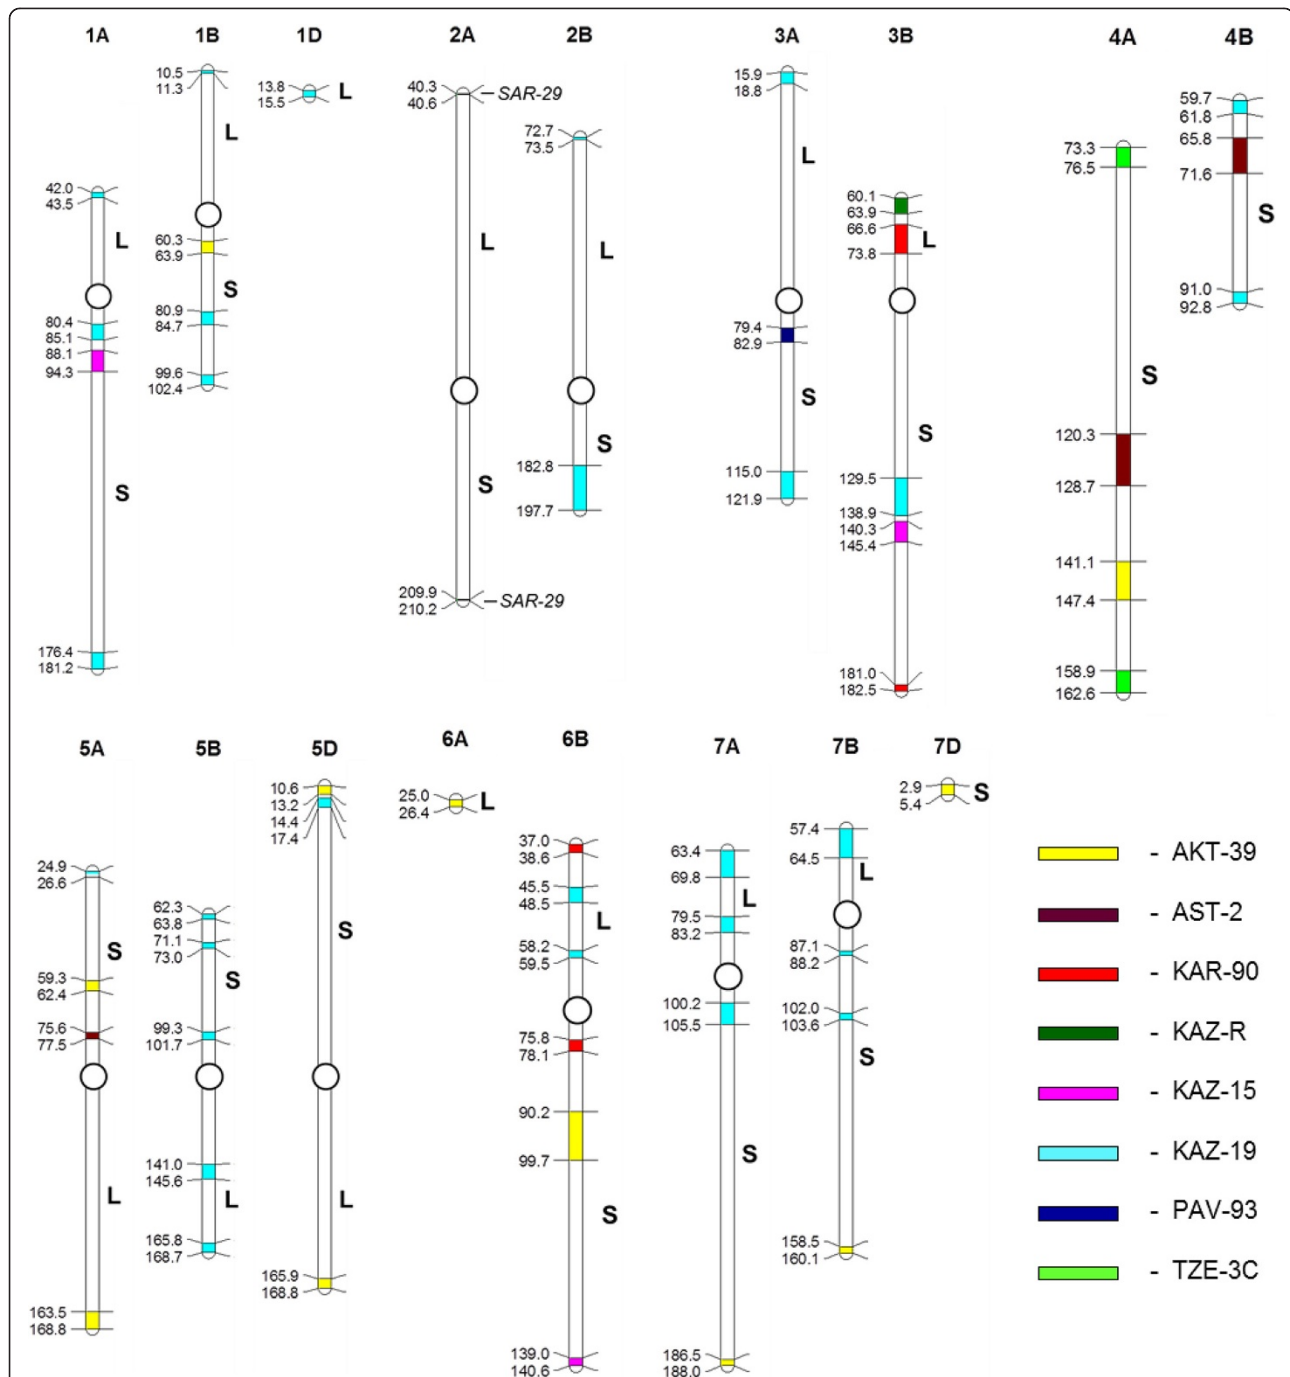 1A
1B
1D
2A
2B
3A
3B
4A
4B
42.0
43.5
L
80.4
85.1
88.1
94.3
S
176.4
181.2
10.5
11.3
L
60.3
63.9
S
80.9
84.7
99.6
102.4
13.8
15.5
L
40.3
40.6
SAR-29
L
S
209.9
210.2
SAR-29
72.7
73.5
L
S
182.8
197.7
15.9
18.8
L
79.4
82.9
S
115.0
121.9
60.1
63.9
66.6
73.8
L
S
129.5
138.9
140.3
145.4
181.0
182.5
73.3
76.5
S
120.3
128.7
141.1
147.4
158.9
162.6
59.7
61.8
65.8
71.6
S
91.0
92.8
5A
5B
5D
6A
6B
7A
7B
7D
24.9
26.6
S
59.3
62.4
75.6
77.5
L
163.5
168.8
62.3
63.8
71.1
73.0
S
99.3
101.7
141.0
145.6
L
165.8
168.7
10.6
13.2
14.4
17.4
S
L
165.9
168.8
25.0
26.4
L
37.0
38.6
45.5
48.5
L
58.2
59.5
75.8
78.1
90.2
99.7
S
139.0
140.6
63.4
69.8
L
79.5
83.2
100.2
105.5
S
186.5
188.0
57.4
64.5
L
87.1
88.2
102.0
103.6
S
158.5
160.1
2.9
5.4
S
- AKT-39
- AST-2
- KAR-90
- KAZ-R
- KAZ-15
- KAZ-19
- PAV-93
- TZE-3C